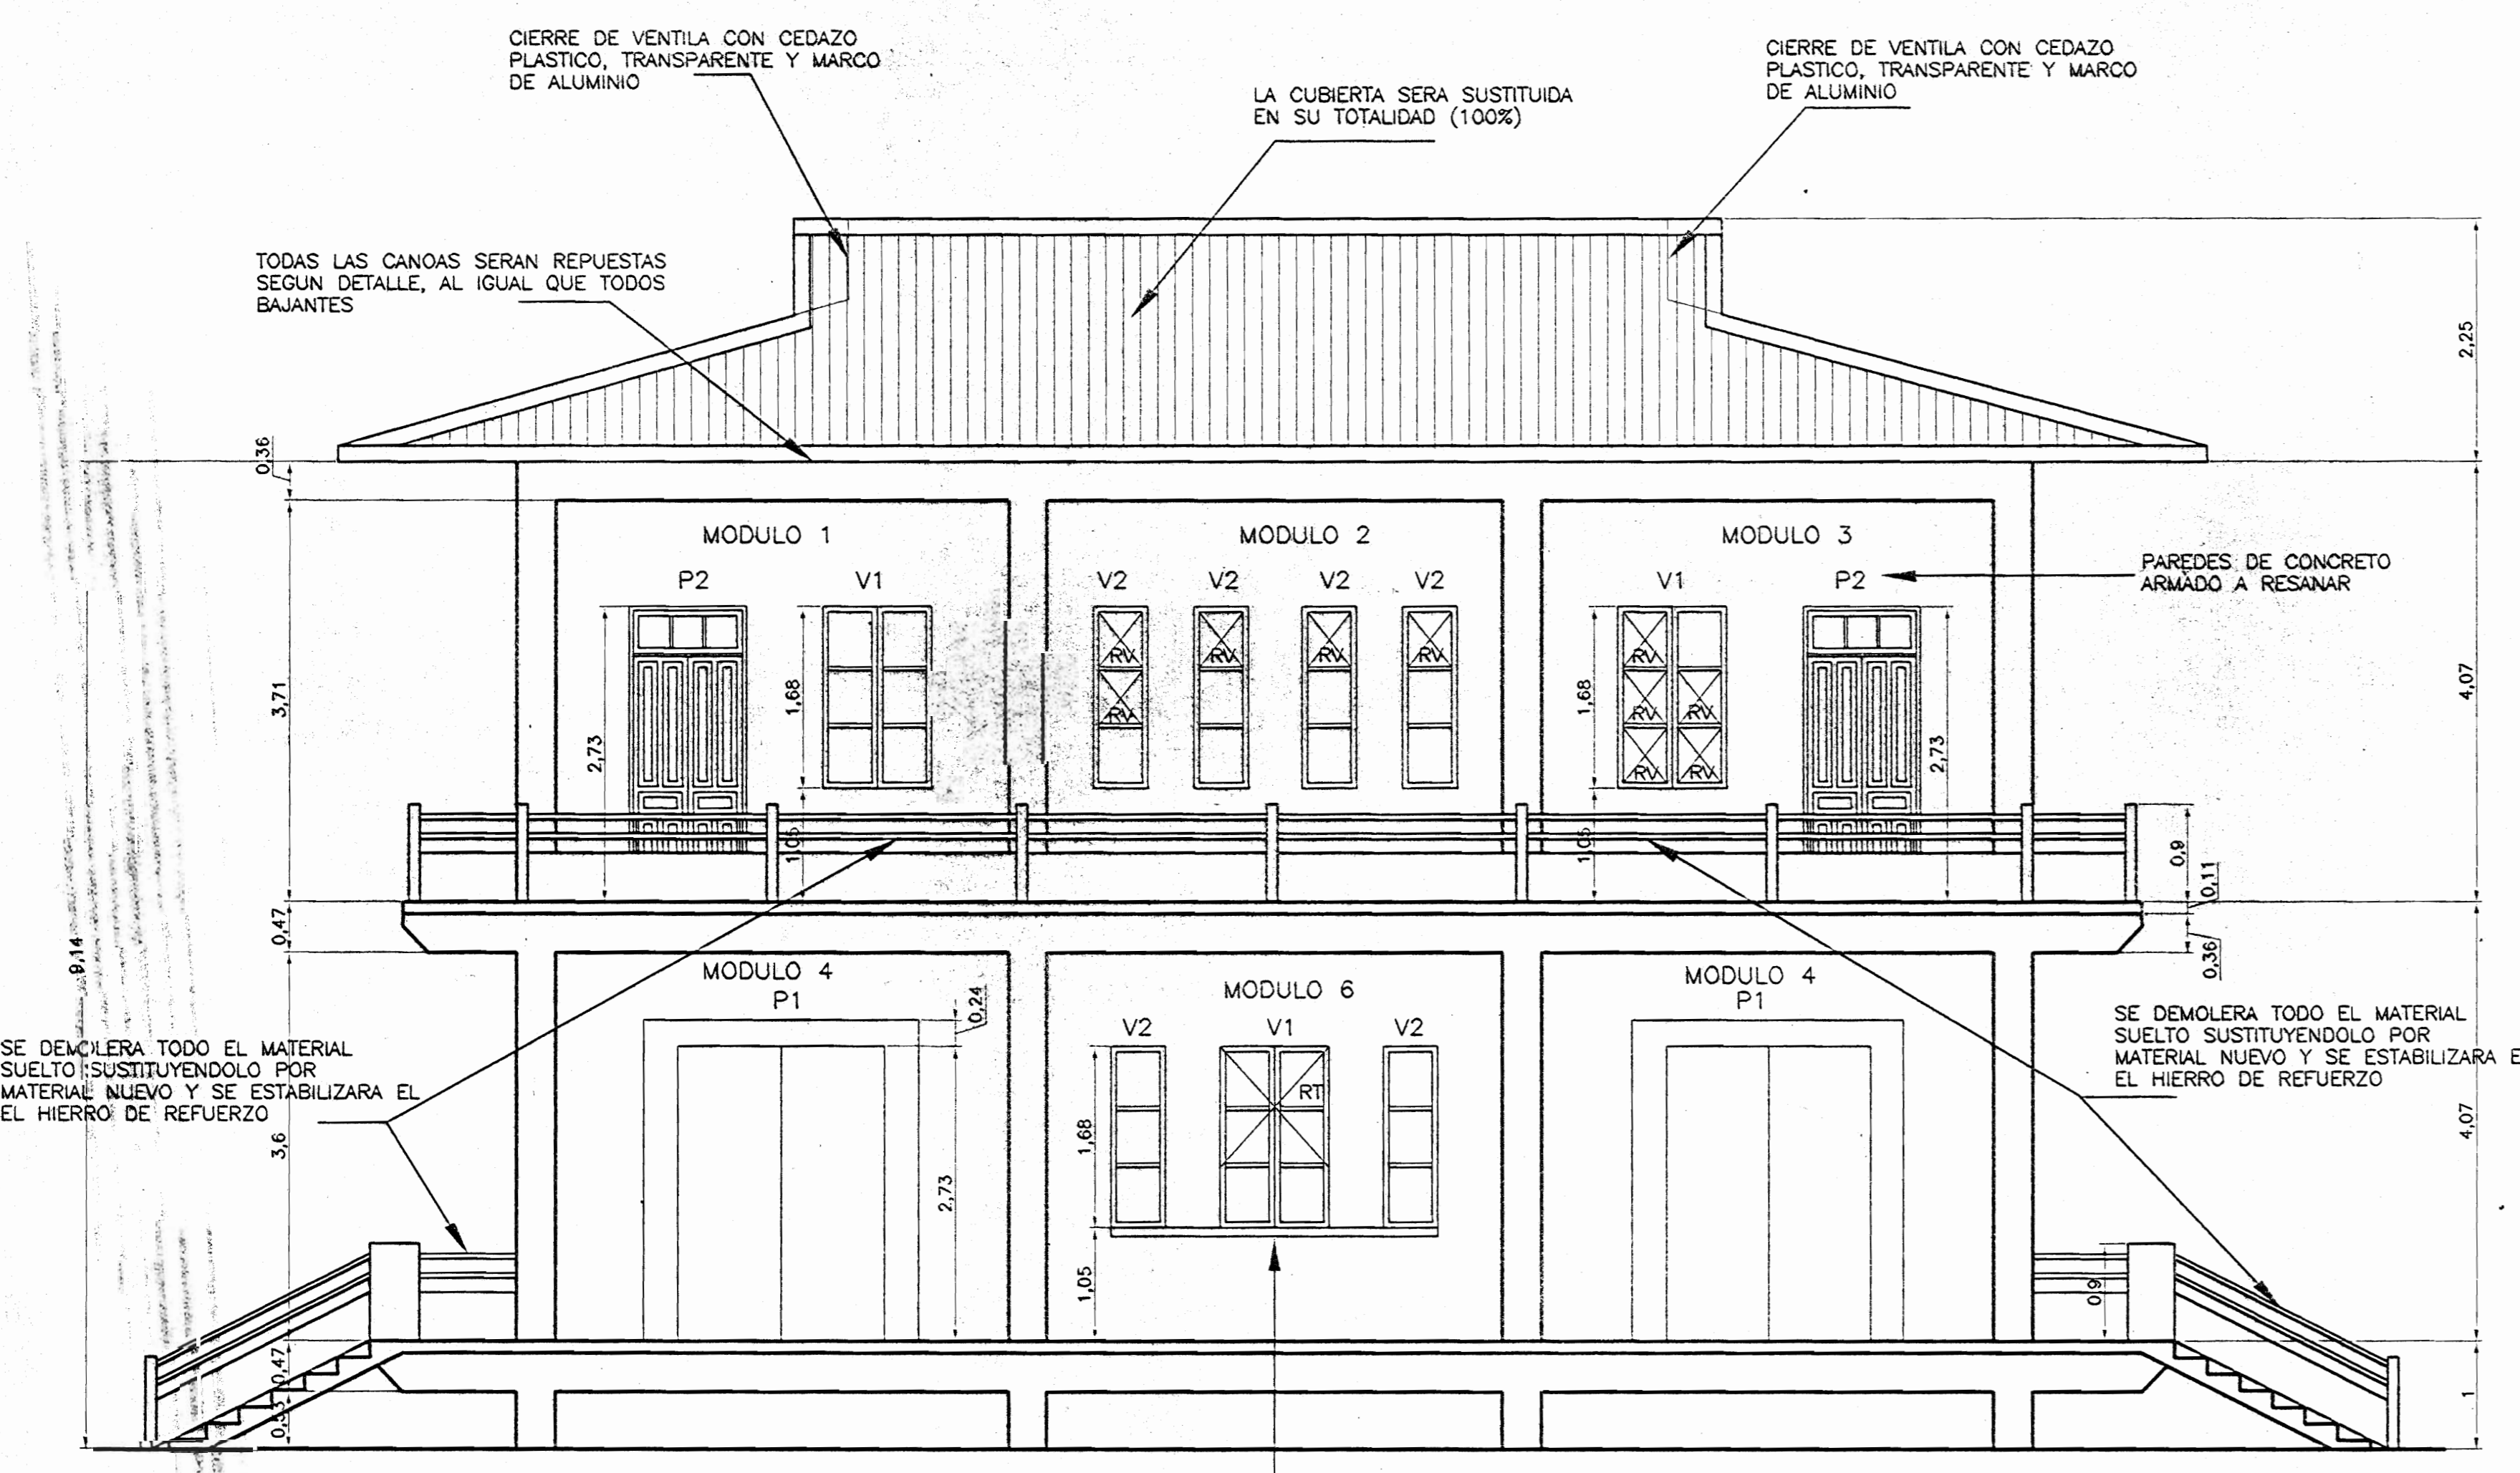 CIERRE DE VENTILA CON CEDAZO
PLASTICO, TRANSPARENTE Y MARCO
DE ALUMINIO
CIERRE DE VENTILA CON CEDAZO
PLASTICO, TRANSPARENTE Y MARCO
DE ALUMINIO
LA CUBIERTA SERA SUSTITUIDA
EN SU TOTALIDAD (100%)
TODAS LAS CANOAS SERAN REPUESTAS
SEGUN DETALLE, AL IGUAL QUE TODOS
BAJANTES
2,25
0,36
MODULO 1
MODULO 2
MODULO 3
PAREDES DE CONCRETO
ARMADO A RESANAR
P2
V1
V2
V2
V2
V2
V1
P2
RV
RV
RV
RV
RV
RV
RV
RV
RV
RV
3,71
2,73
1,68
1,68
2,73
4,07
1,05
1,05
0,9
0,11
0,47
0,36
9,14
MODULO 4
P1
0,24
MODULO 6
MODULO 4
P1
V2
V1
V2
RT
SE DEMOLERA TODO EL MATERIAL
SUELTO SUSTITUYENDOLO POR
MATERIAL NUEVO Y SE ESTABILIZARA EL
EL HIERRO DE REFUERZO
SE DEMOLERA TODO EL MATERIAL
SUELTO SUSTITUYENDOLO POR
MATERIAL NUEVO Y SE ESTABILIZARA E
EL HIERRO DE REFUERZO
3,6
2,73
1,68
4,07
1,05
0,9
0,47
0,53
1